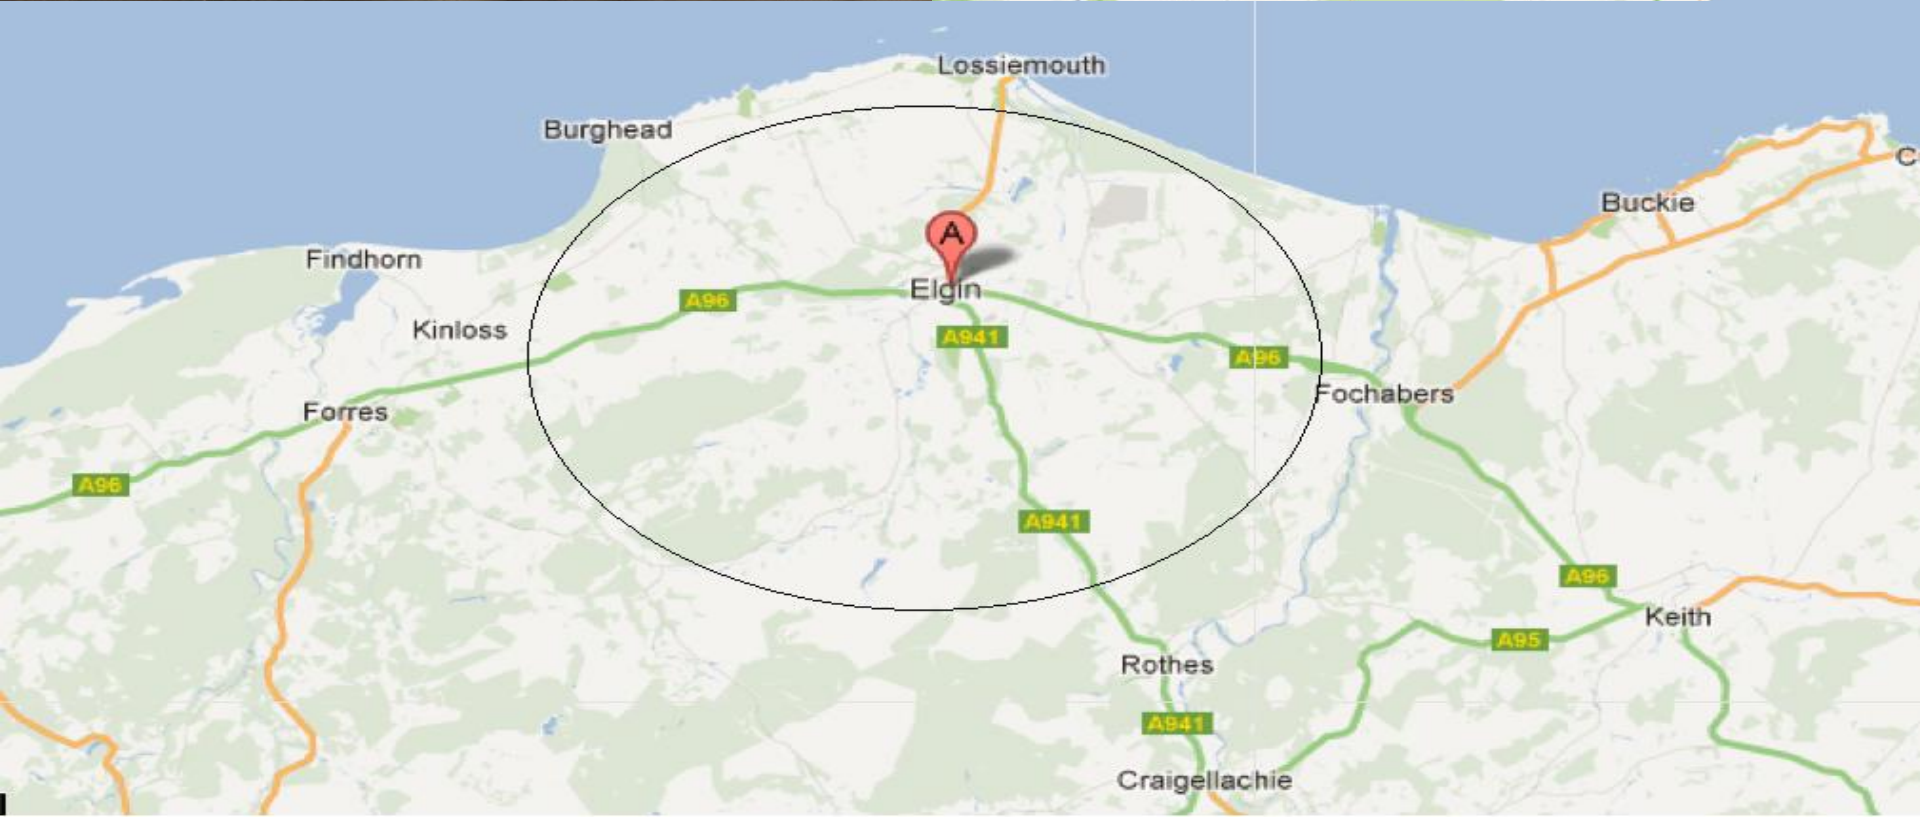 Lossiemouth
Burghead
C
Buckie
A
Findhorn
Elgin
A96
Kinloss
A941
A96
Fochabers
Forres
A96
A941
A96
Keith
A95
Rothes
A941
Craigellachie